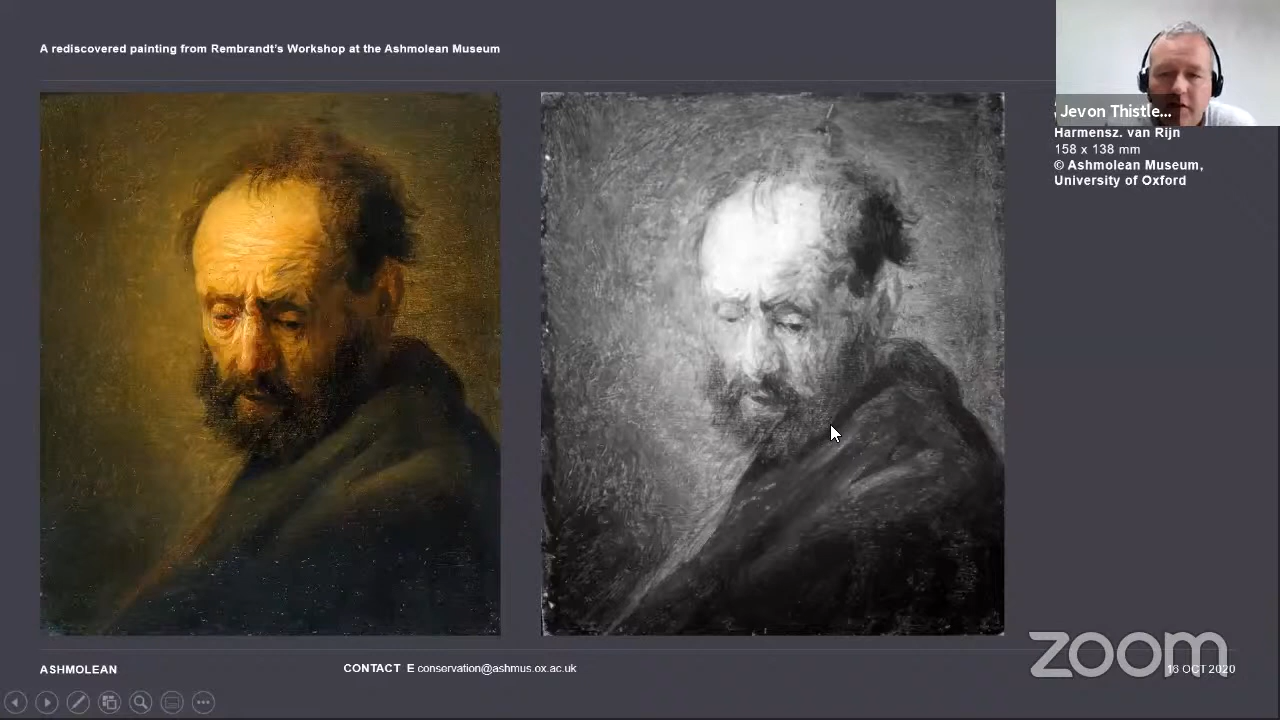 A rediscovered painting from Rembrandt's Workshop at the Ashmolean Museum
Jevon Thistle...
Harmensz. van Rijn
158 x 138 mm
© Ashmolean Museum,
University of Oxford
ASHMOLEAN
CONTACT E conservation@ashmus.ox.ac.uk
16 OCT 2020
zoom